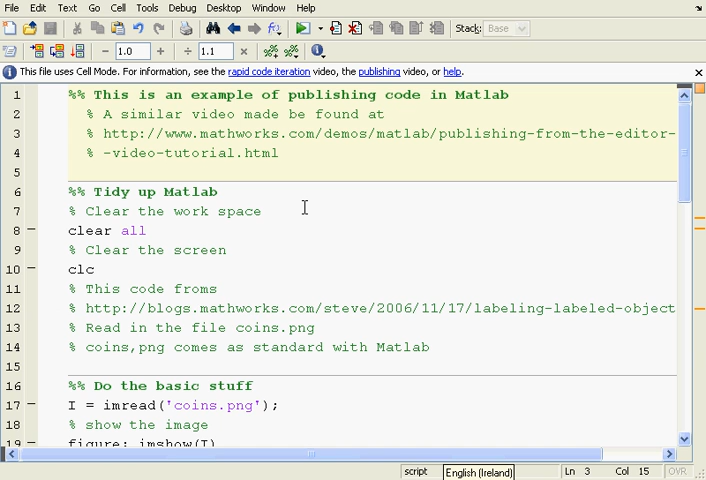 File Edit Text Go Cell Tools Debug Desktop Window Help
Stack: Base
1.0 1.1
This file uses Cell Mode. For information, see the rapid code iteration video, the publishing video, or help.
1 %% This is an example of publishing code in Matlab
2 % A similar video made be found at
3 % http://www.mathworks.com/demos/matlab/publishing-from-the-editor-
4 % -video-tutorial.html
5
6 %% Tidy up Matlab
7 % Clear the work space
8 clear all
9 % Clear the screen
10 clc
11 % This code froms
12 % http://blogs.mathworks.com/steve/2006/11/17/labeling-labeled-object
13 % Read in the file coins.png
14 % coins,png comes as standard with Matlab
15
16 %% Do the basic stuff
17 I = imread('coins.png');
18 % show the image
19 figure; imshow(I)
script English (Ireland) Ln 3 Col 15 OVR